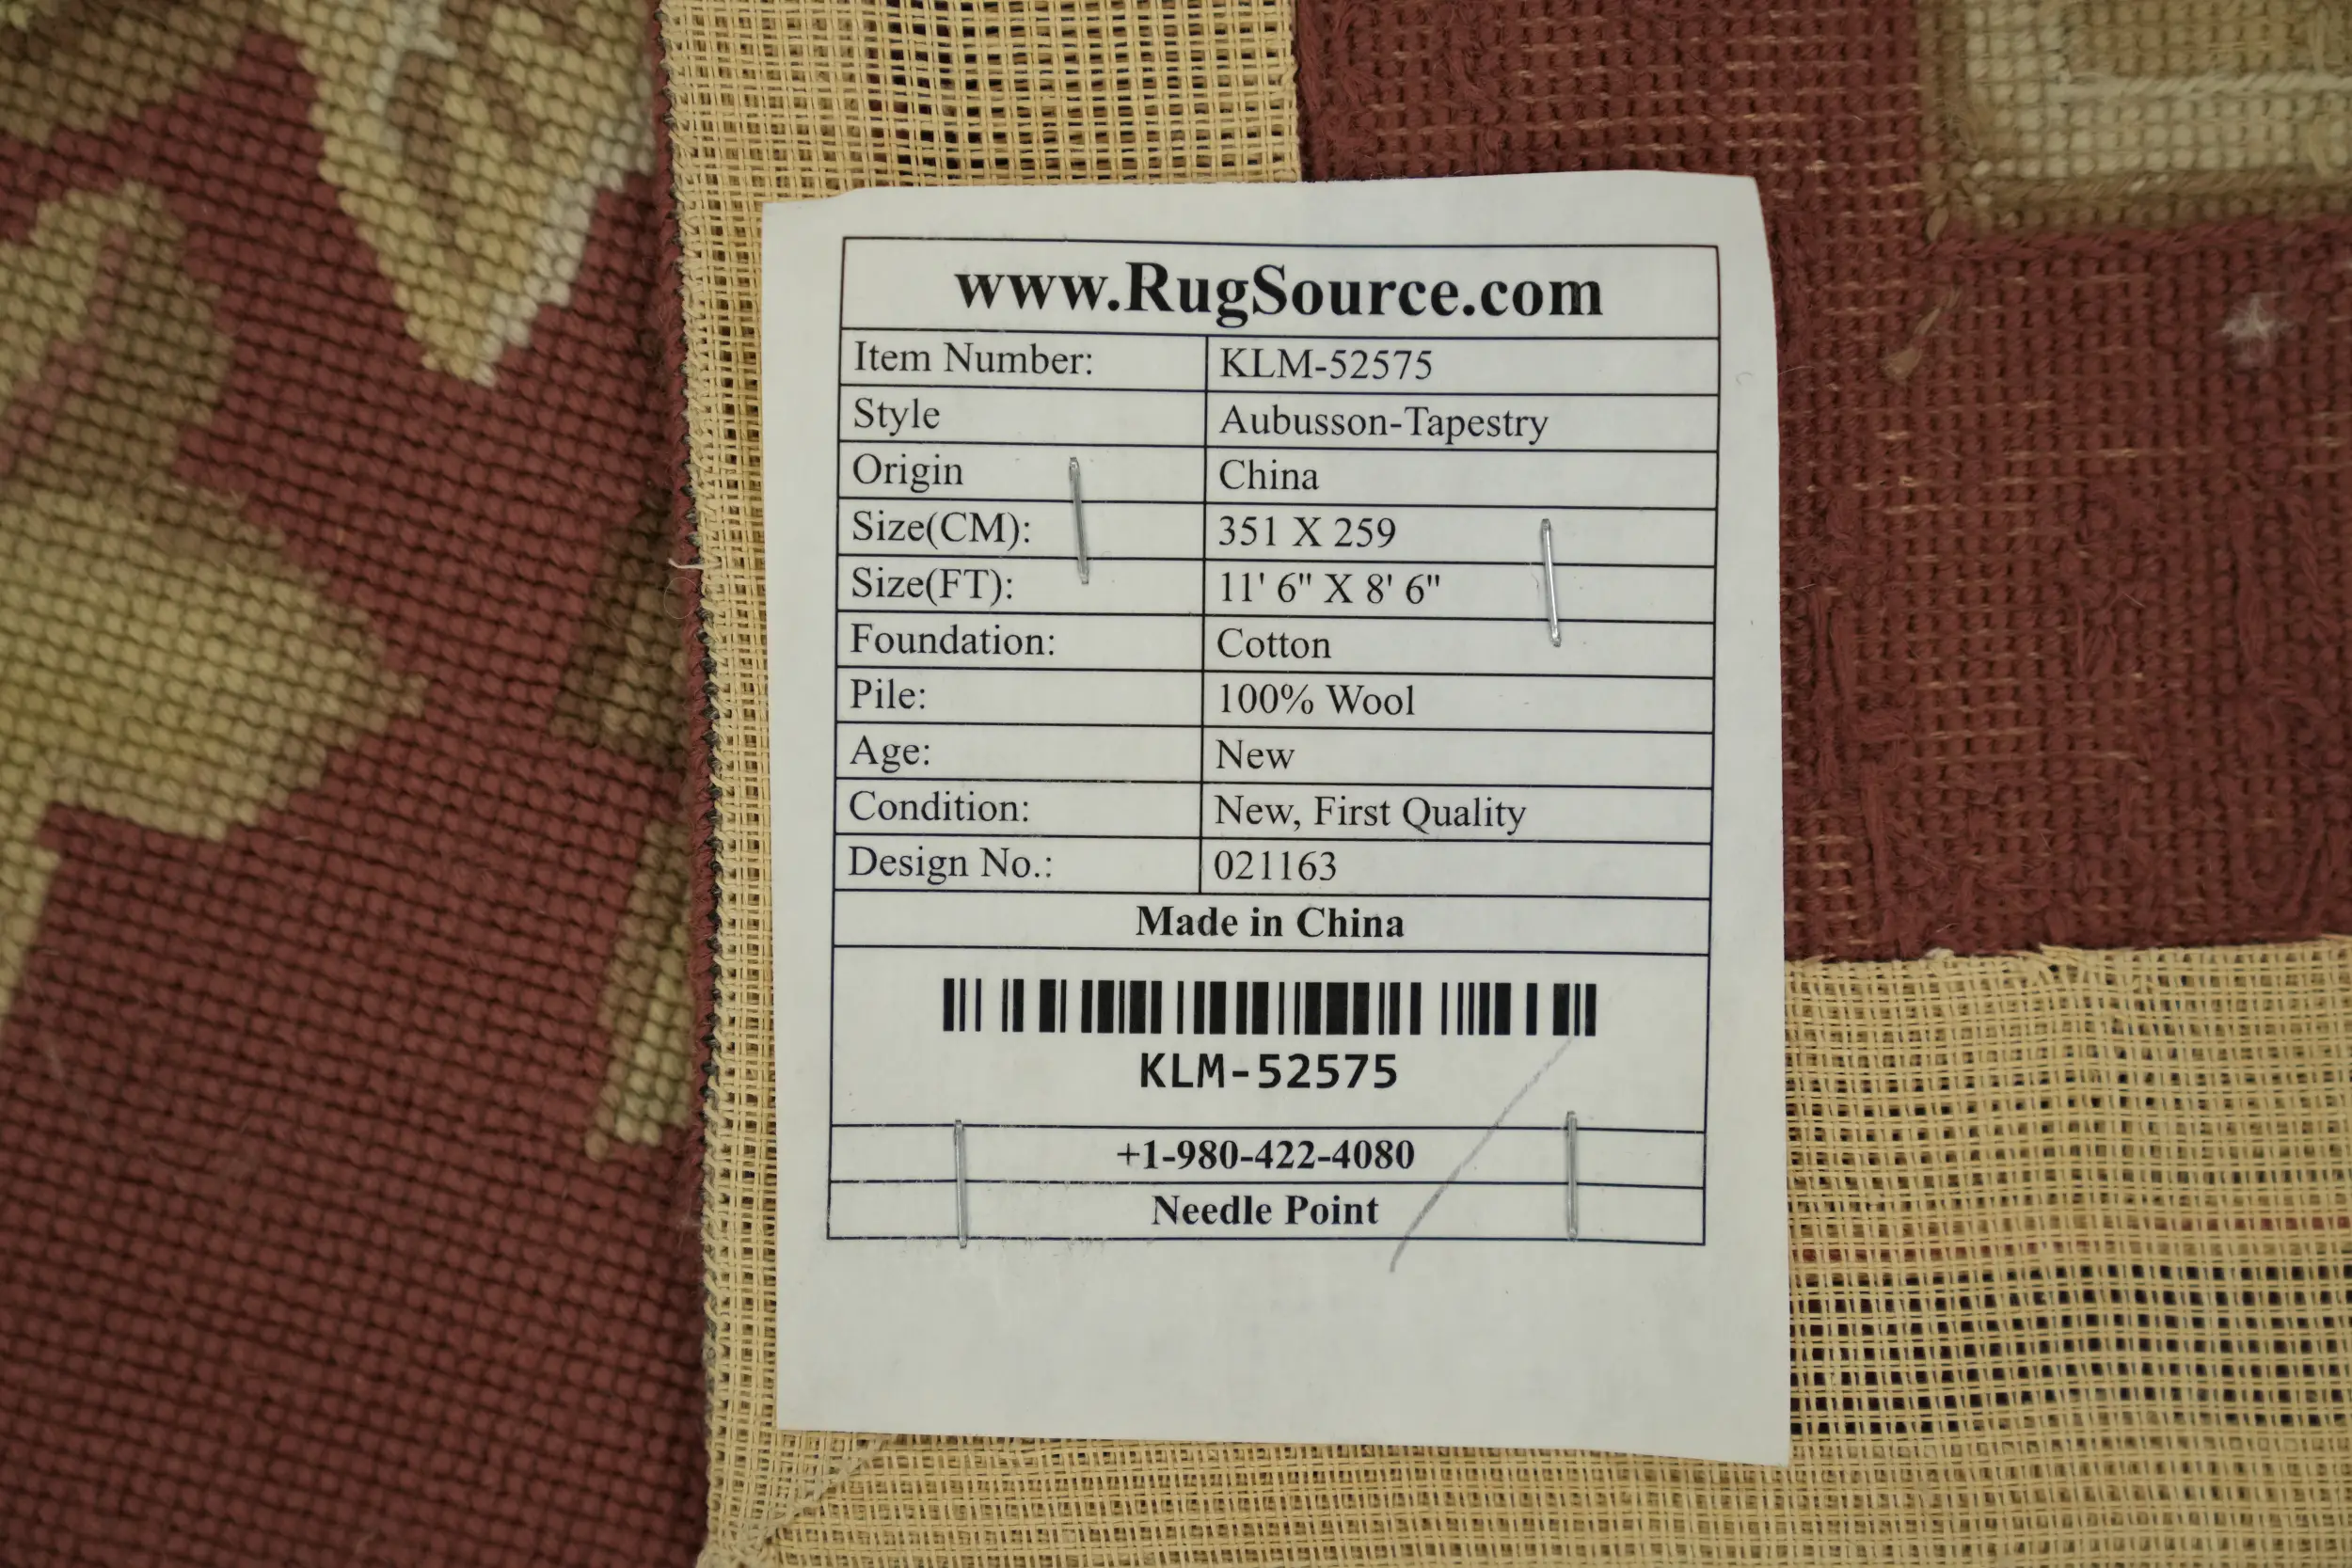 www.RugSource.com
Item Number: KLM-52575
Style Aubusson-Tapestry
Origin China
Size(CM): 351 X 259
Size(FT): 11' 6" X 8' 6"
Foundation: Cotton
Pile: 100% Wool
Age: New
Condition: New, First Quality
Design No.: 021163
Made in China
KLM-52575
+1-980-422-4080
Needle Point